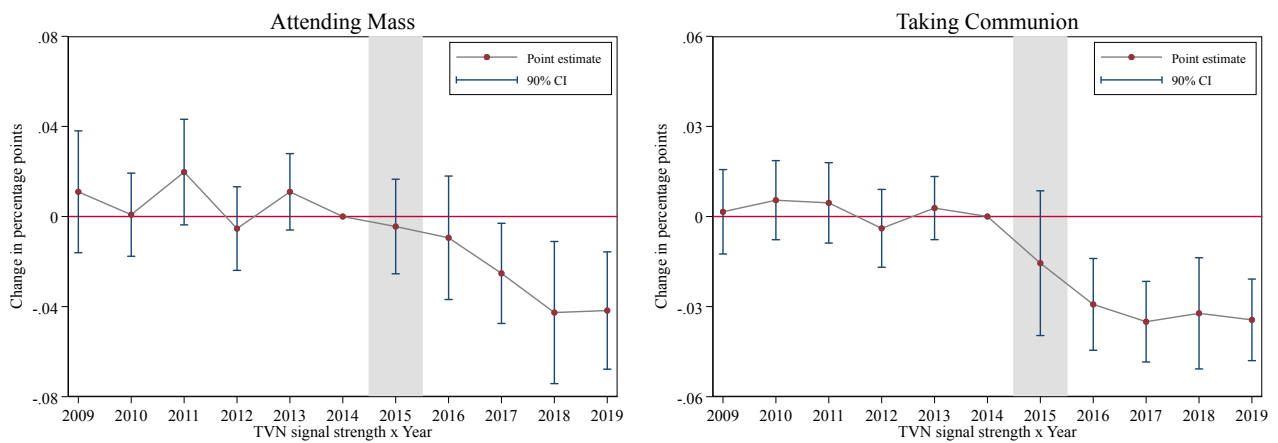 Attending Mass
Change in percentage points
.08
.04
0
-.04
-.08
Point estimate
90% CI
2009 2010 2011 2012 2013 2014 2015 2016 2017 2018 2019
TVN signal strength x Year
Taking Communion
Change in percentage points
.06
.03
0
-.03
-.06
Point estimate
90% CI
2009 2010 2011 2012 2013 2014 2015 2016 2017 2018 2019
TVN signal strength x Year